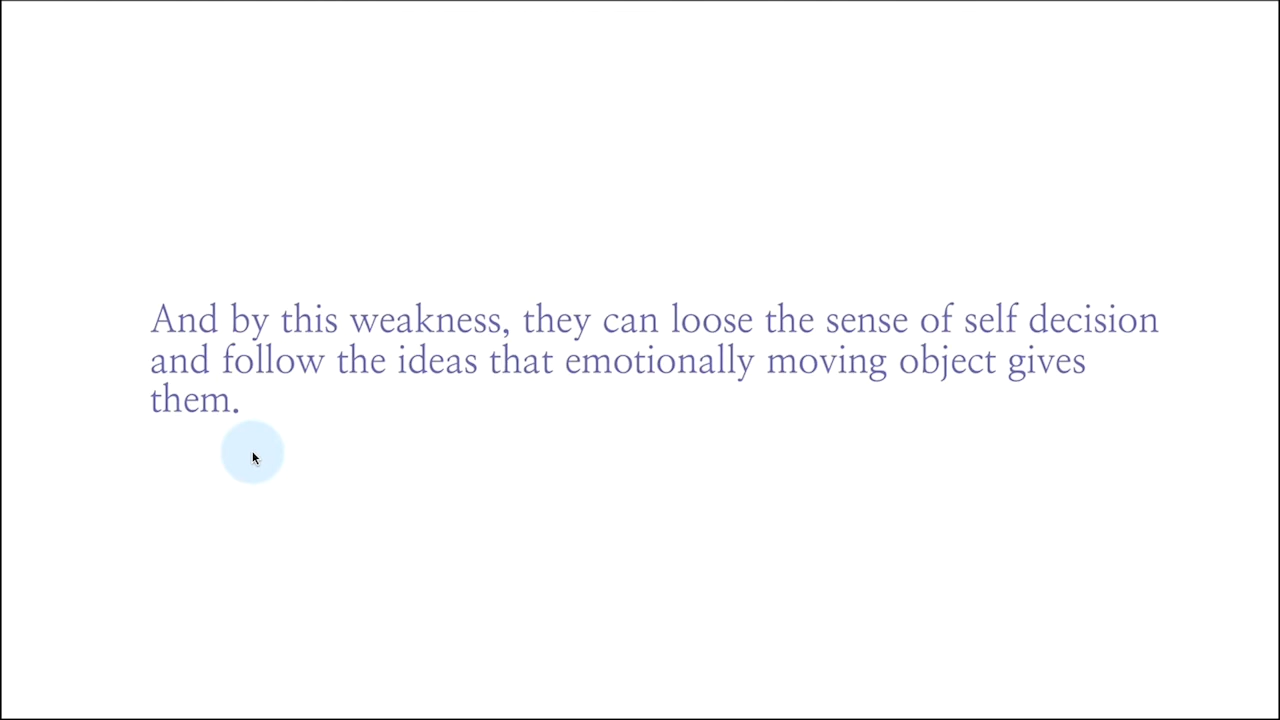 And by this weakness, they can loose the sense of self decision
and follow the ideas that emotionally moving object gives
them.